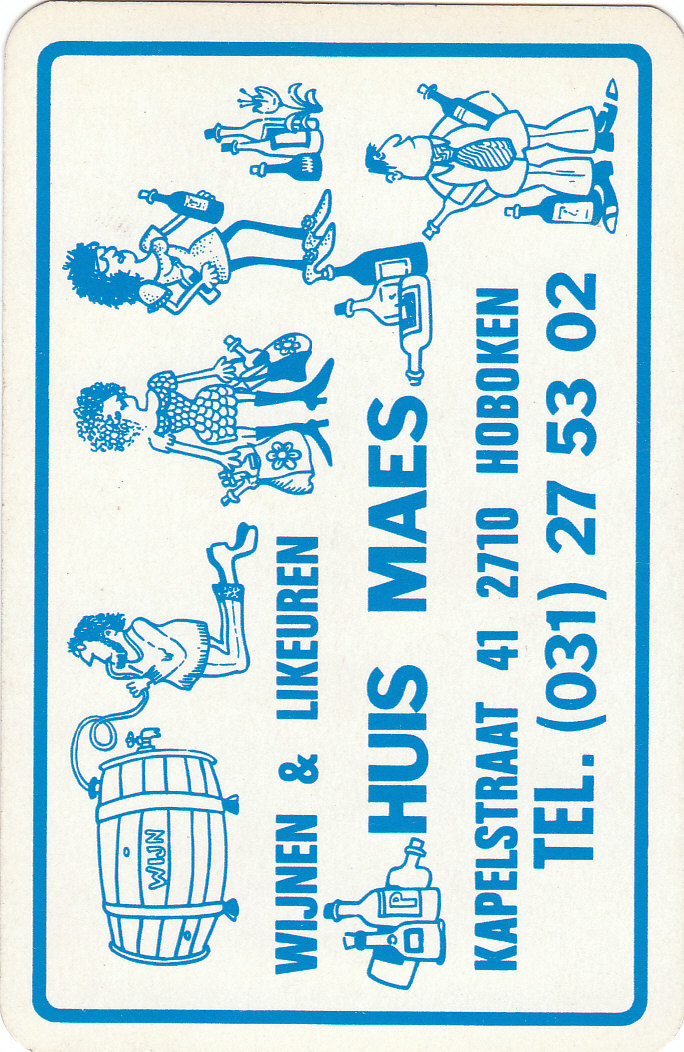 WIJN
WIJNEN & LIKEUREN
HUIS MAES
KAPELSTRAAT 41 2710 HOBOKEN
TEL. (031) 27 53 02
P